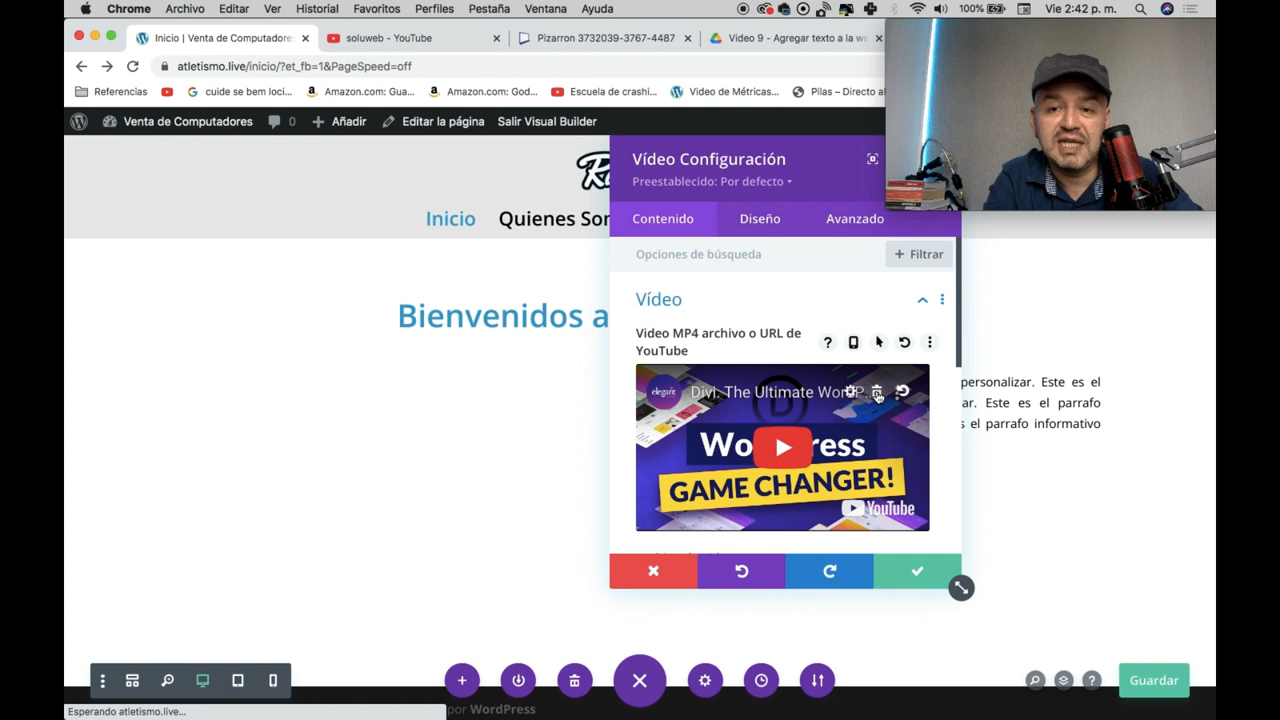 Chrome Archivo Editar Ver Historial Favoritos Perfiles Pestaña Ventana Ayuda 100% Vie 2:42 p. m.
Inicio | Venta de Computadore
soluweb - YouTube
Pizarron 3732039-3767-4487
Video 9 - Agregar texto a la we
atletismo.live/inicio/?et_fb=1&PageSpeed=off
Referencias
cuide se bem loci...
Amazon.com: Gua...
Amazon.com: God...
Escuela de crashi...
Video de Métricas...
Pilas – Directo al
Venta de Computadores 0 Añadir Editar la página Salir Visual Builder
Inicio Quienes Som
Bienvenidos a
Vídeo Configuración
Preestablecido: Por defecto
Contenido Diseño Avanzado
Opciones de búsqueda
+ Filtrar
Vídeo
Video MP4 archivo o URL de
YouTube
elegant
Divi. The Ultimate WordP...
WordPress
GAME CHANGER!
YouTube
personalizar. Este es el
ar. Este es el parrafo
s el parrafo informativo
Guardar
Esperando atletismo.live...
por WordPress